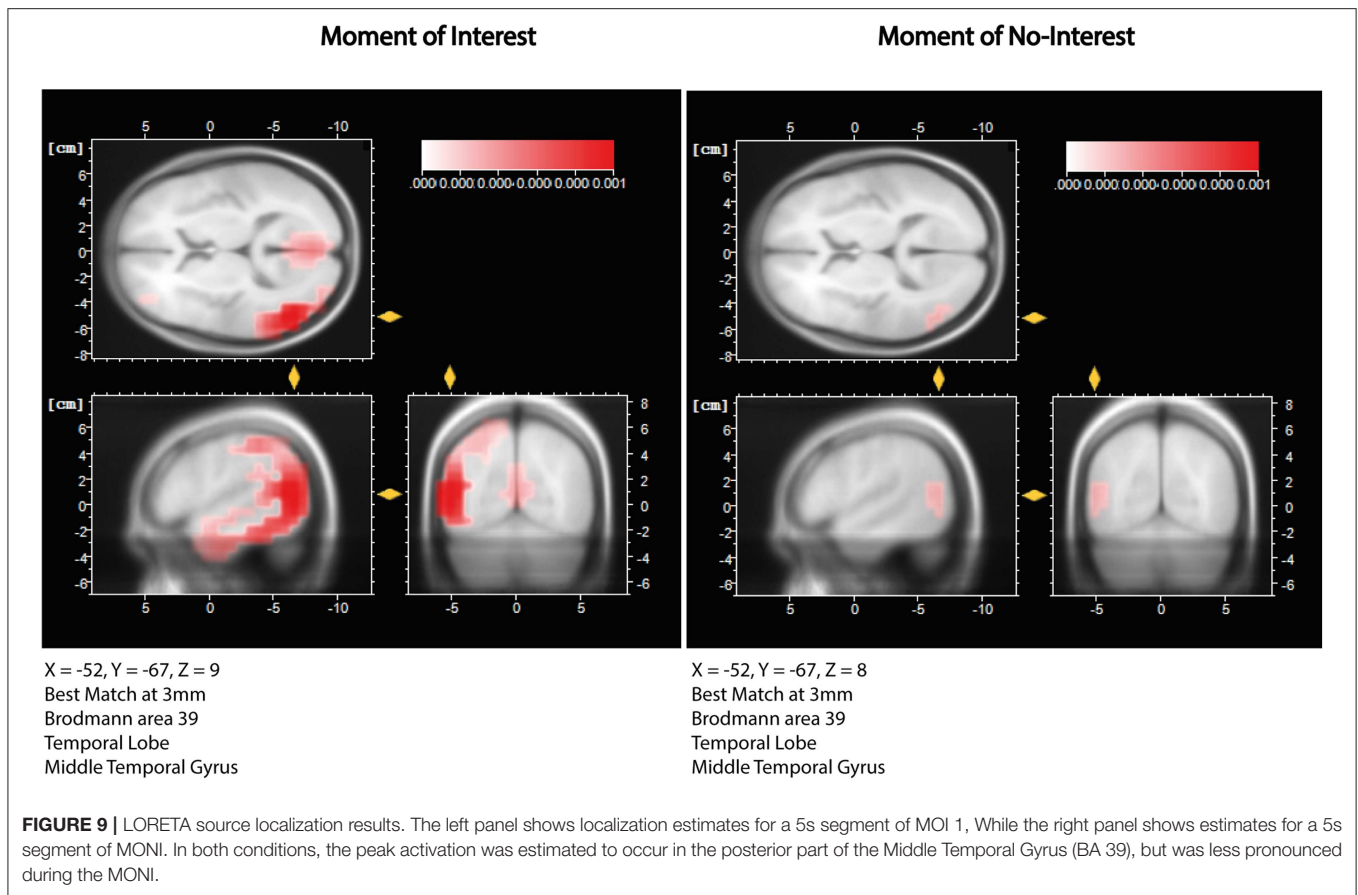 Moment of Interest
Moment of No-Interest
5 0 -5 -10
[cm]
6
4
2
0
-2
-4
-6
-8
.000 0.000 0.000 0.000 0.000 0.001
[cm]
6
4
2
0
-2
-4
-6
5 0 -5 -10
8
6
4
2
0
-2
-4
-6
-5 0 5
X = -52, Y = -67, Z = 9
Best Match at 3mm
Brodmann area 39
Temporal Lobe
Middle Temporal Gyrus
5 0 -5 -10
[cm]
6
4
2
0
-2
-4
-6
-8
.000 0.000 0.000 0.000 0.000 0.001
[cm]
6
4
2
0
-2
-4
-6
5 0 -5 -10
8
6
4
2
0
-2
-4
-6
-5 0 5
X = -52, Y = -67, Z = 8
Best Match at 3mm
Brodmann area 39
Temporal Lobe
Middle Temporal Gyrus
FIGURE 9 | LORETA source localization results. The left panel shows localization estimates for a 5s segment of MOI 1, While the right panel shows estimates for a 5s
segment of MONI. In both conditions, the peak activation was estimated to occur in the posterior part of the Middle Temporal Gyrus (BA 39), but was less pronounced
during the MONI.